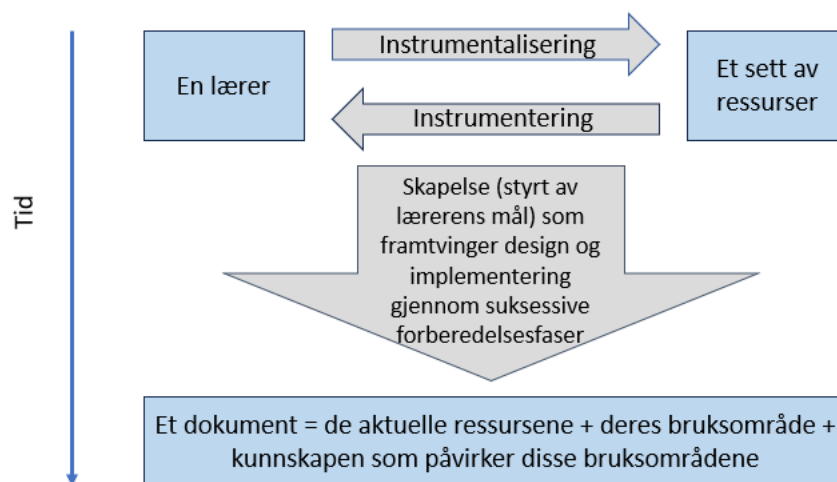 Instrumentalisering
En lærer
Et sett av
ressurser
Instrumentering
Tid
Skapelse (styrt av
lærerens mål) som
framtvinger design og
implementering
gjennom suksessive
forberedelsesfaser
Et dokument = de aktuelle ressursene + deres bruksområde +
kunnskapen som påvirker disse bruksområdene